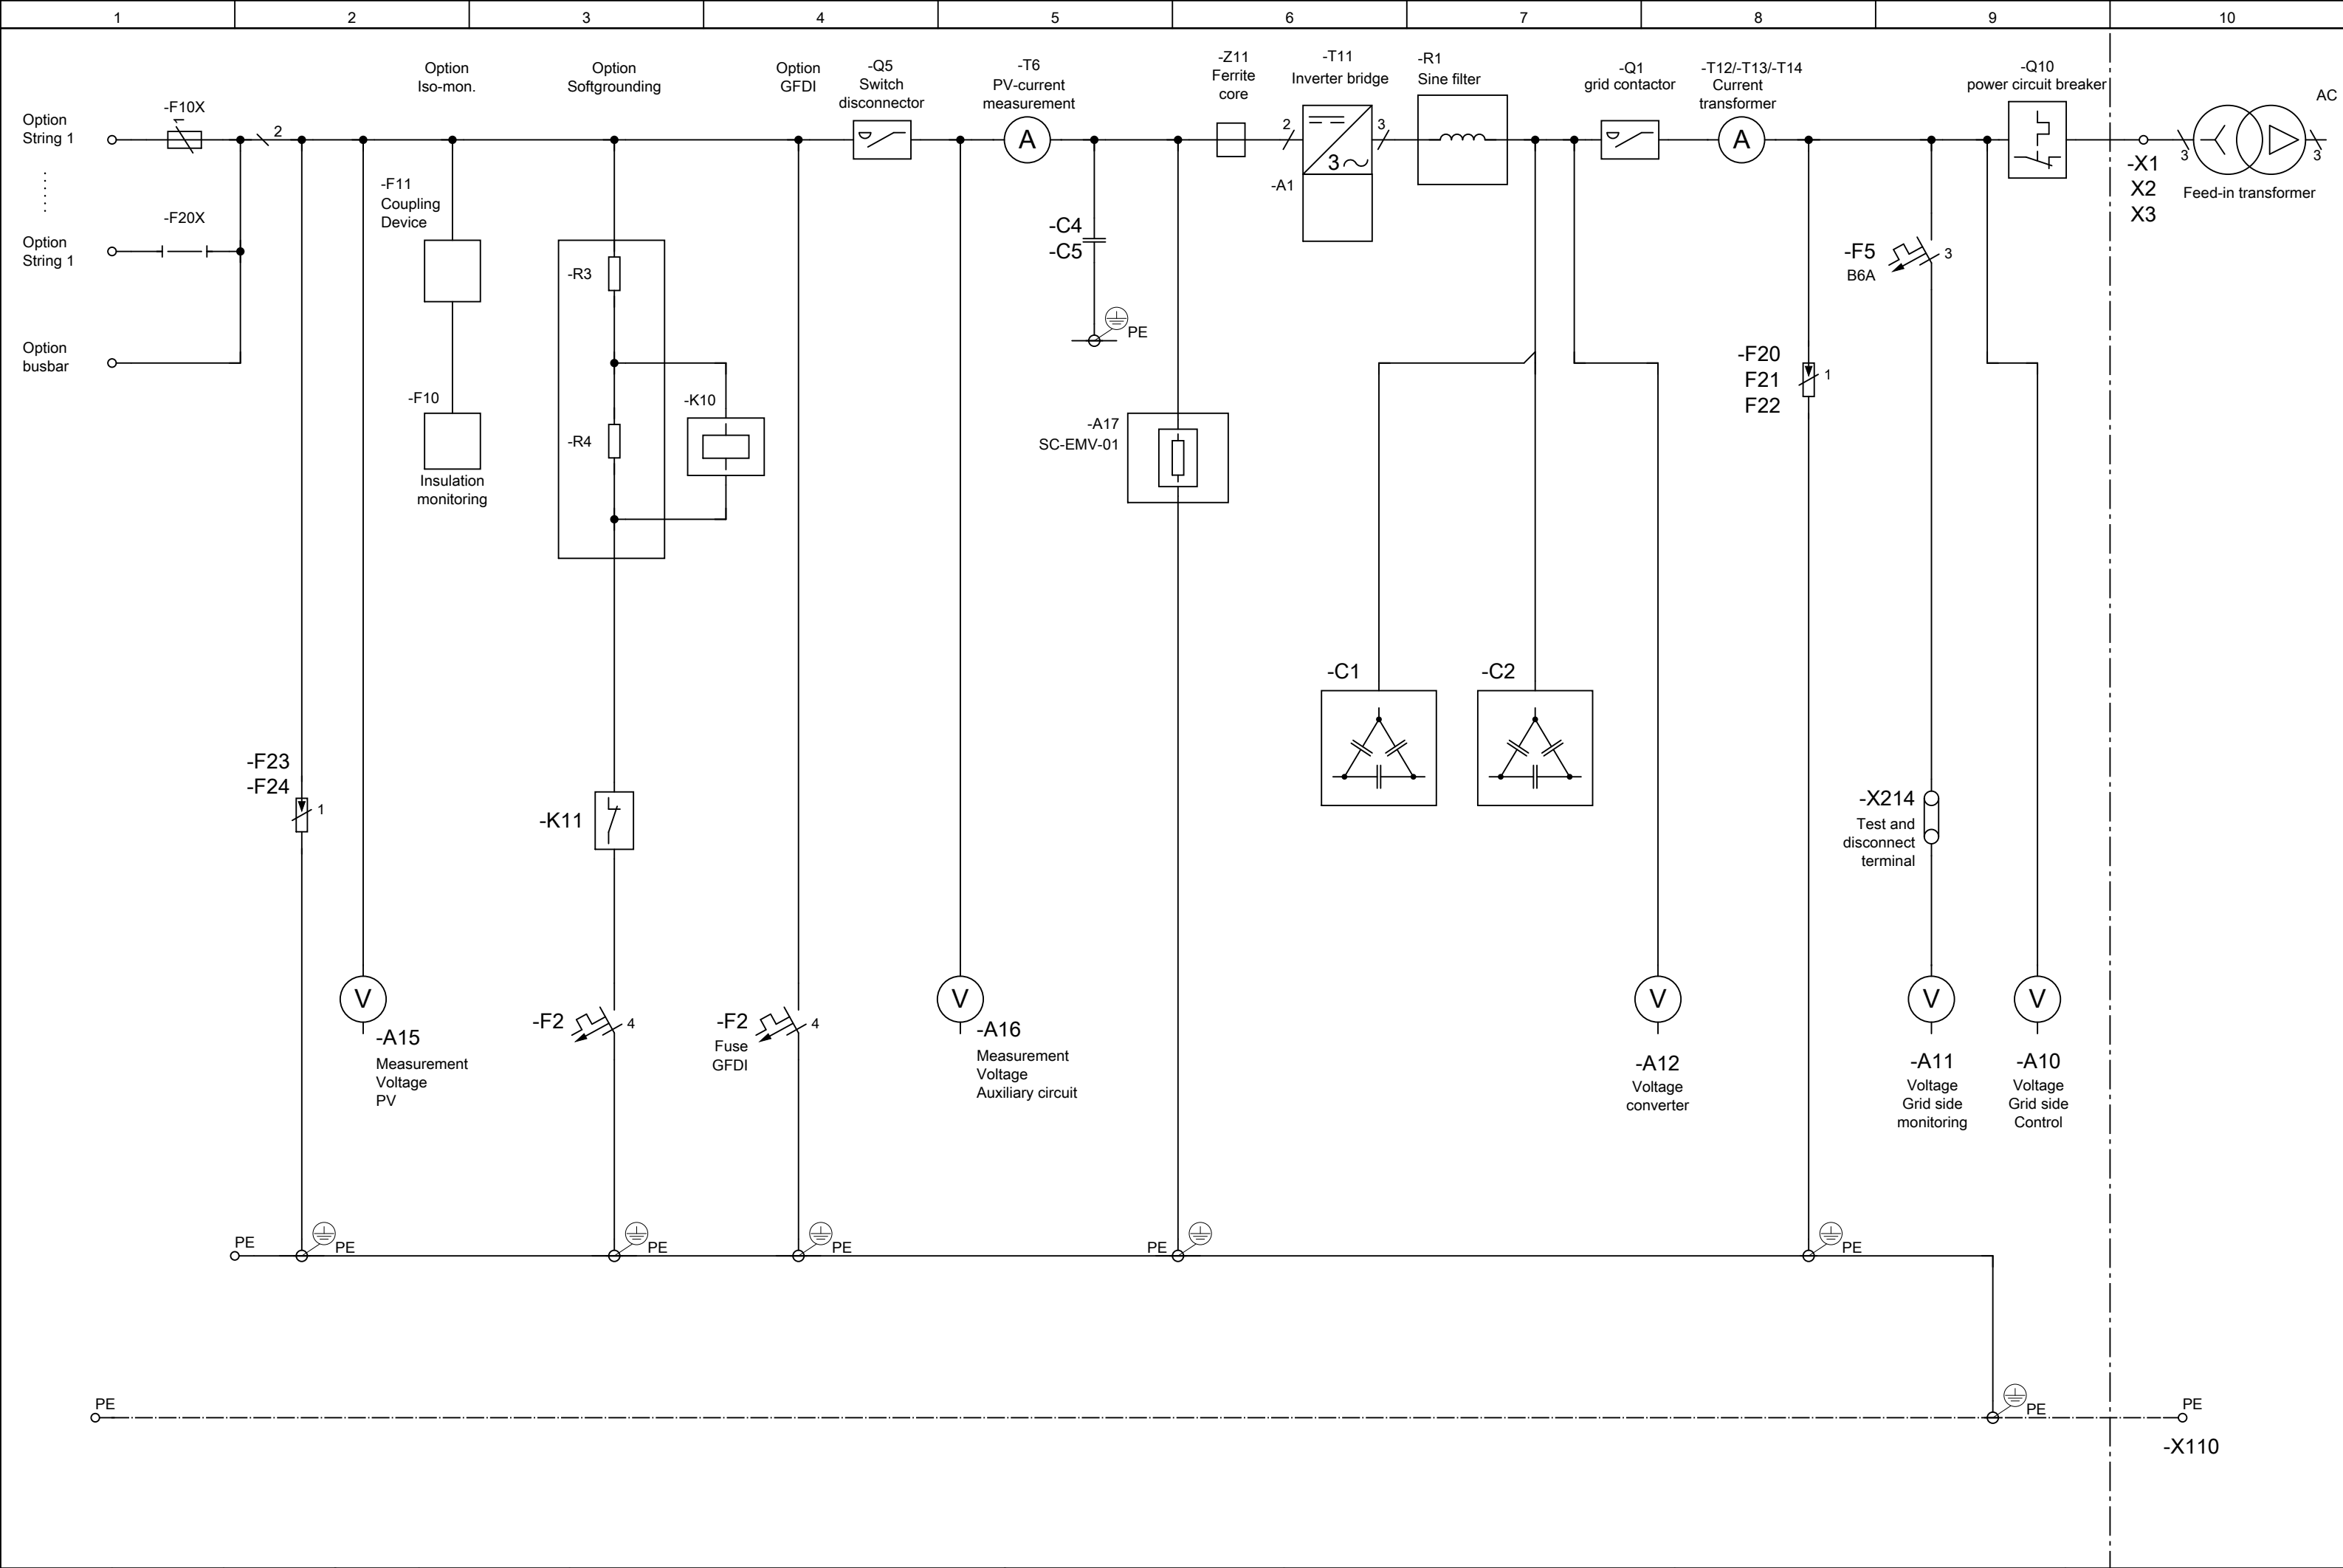 1
2
3
4
5
6
7
8
9
10
Option
Iso-mon.
Option
Softgrounding
Option
GFDI
-Q5
Switch
disconnector
-T6
PV-current
measurement
-Z11
Ferrite
core
-T11
Inverter bridge
-R1
Sine filter
-Q1
grid contactor
-T12/-T13/-T14
Current
transformer
-Q10
power circuit breaker
AC
Option
String 1
-F10X
1
2
A
2
3
3
-A1
A
-X1
X2
X3
3
3
Feed-in transformer
-F20X
Option
String 1
Option
busbar
-F11
Coupling
Device
-F10
Insulation
monitoring
-R3
-R4
-K10
-C4
-C5
PE
-A17
SC-EMV-01
-F5
B6A
3
-F20
F21
F22
1
-C1
-C2
-F23
-F24
1
-K11
-X214
Test and
disconnect
terminal
V
-A15
Measurement
Voltage
PV
-F2
4
-F2
Fuse
GFDI
4
V
-A16
Measurement
Voltage
Auxiliary circuit
V
-A12
Voltage
converter
V
-A11
Voltage
Grid side
monitoring
V
-A10
Voltage
Grid side
Control
PE
PE
PE
PE
PE
PE
PE
PE
PE
-X110